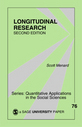 LONGITUDINAL
RESEARCH
SECOND EDITION
Scott Menard
Series: Quantitative Applications
in the Social Sciences
76
A SAGE UNIVERSITY PAPER